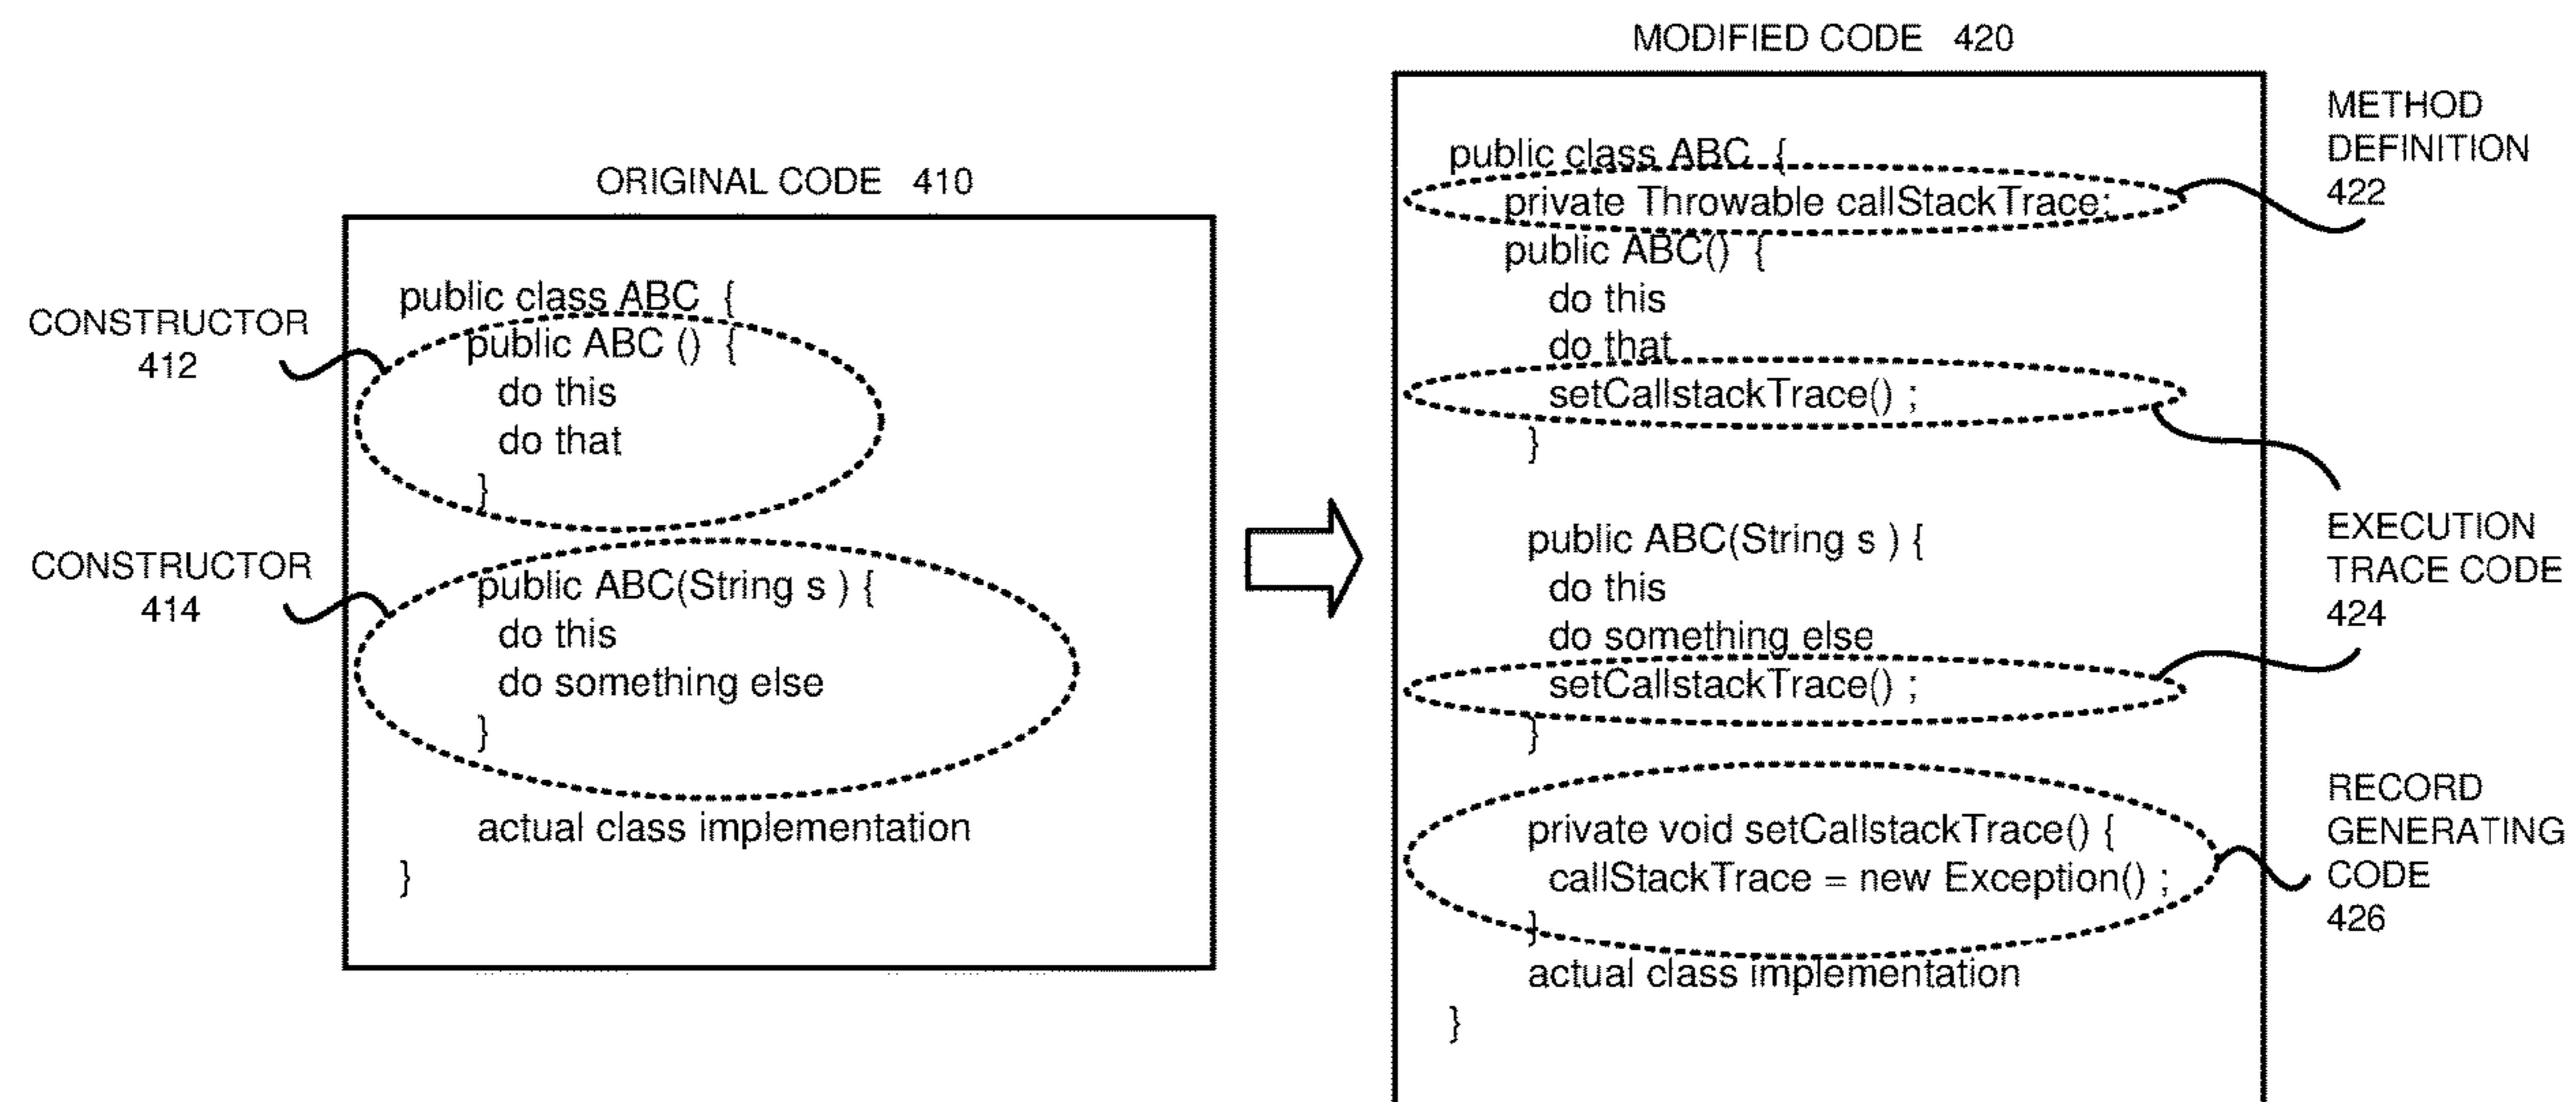 ORIGINAL CODE 410
CONSTRUCTOR
412
CONSTRUCTOR
414
public class ABC {
public ABC () {
do this
do that
}
public ABC(String s ) {
do this
do something else
}
actual class implementation
}
MODIFIED CODE 420
public class ABC {
private Throwable callStackTrace;
public ABC() {
do this
do that
setCallstackTrace() ;
}
public ABC(String s ) {
do this
do something else
setCallstackTrace() ;
}
private void setCallstackTrace() {
callStackTrace = new Exception() ;
}
actual class implementation
}
METHOD
DEFINITION
422
EXECUTION
TRACE CODE
424
RECORD
GENERATING
CODE
426